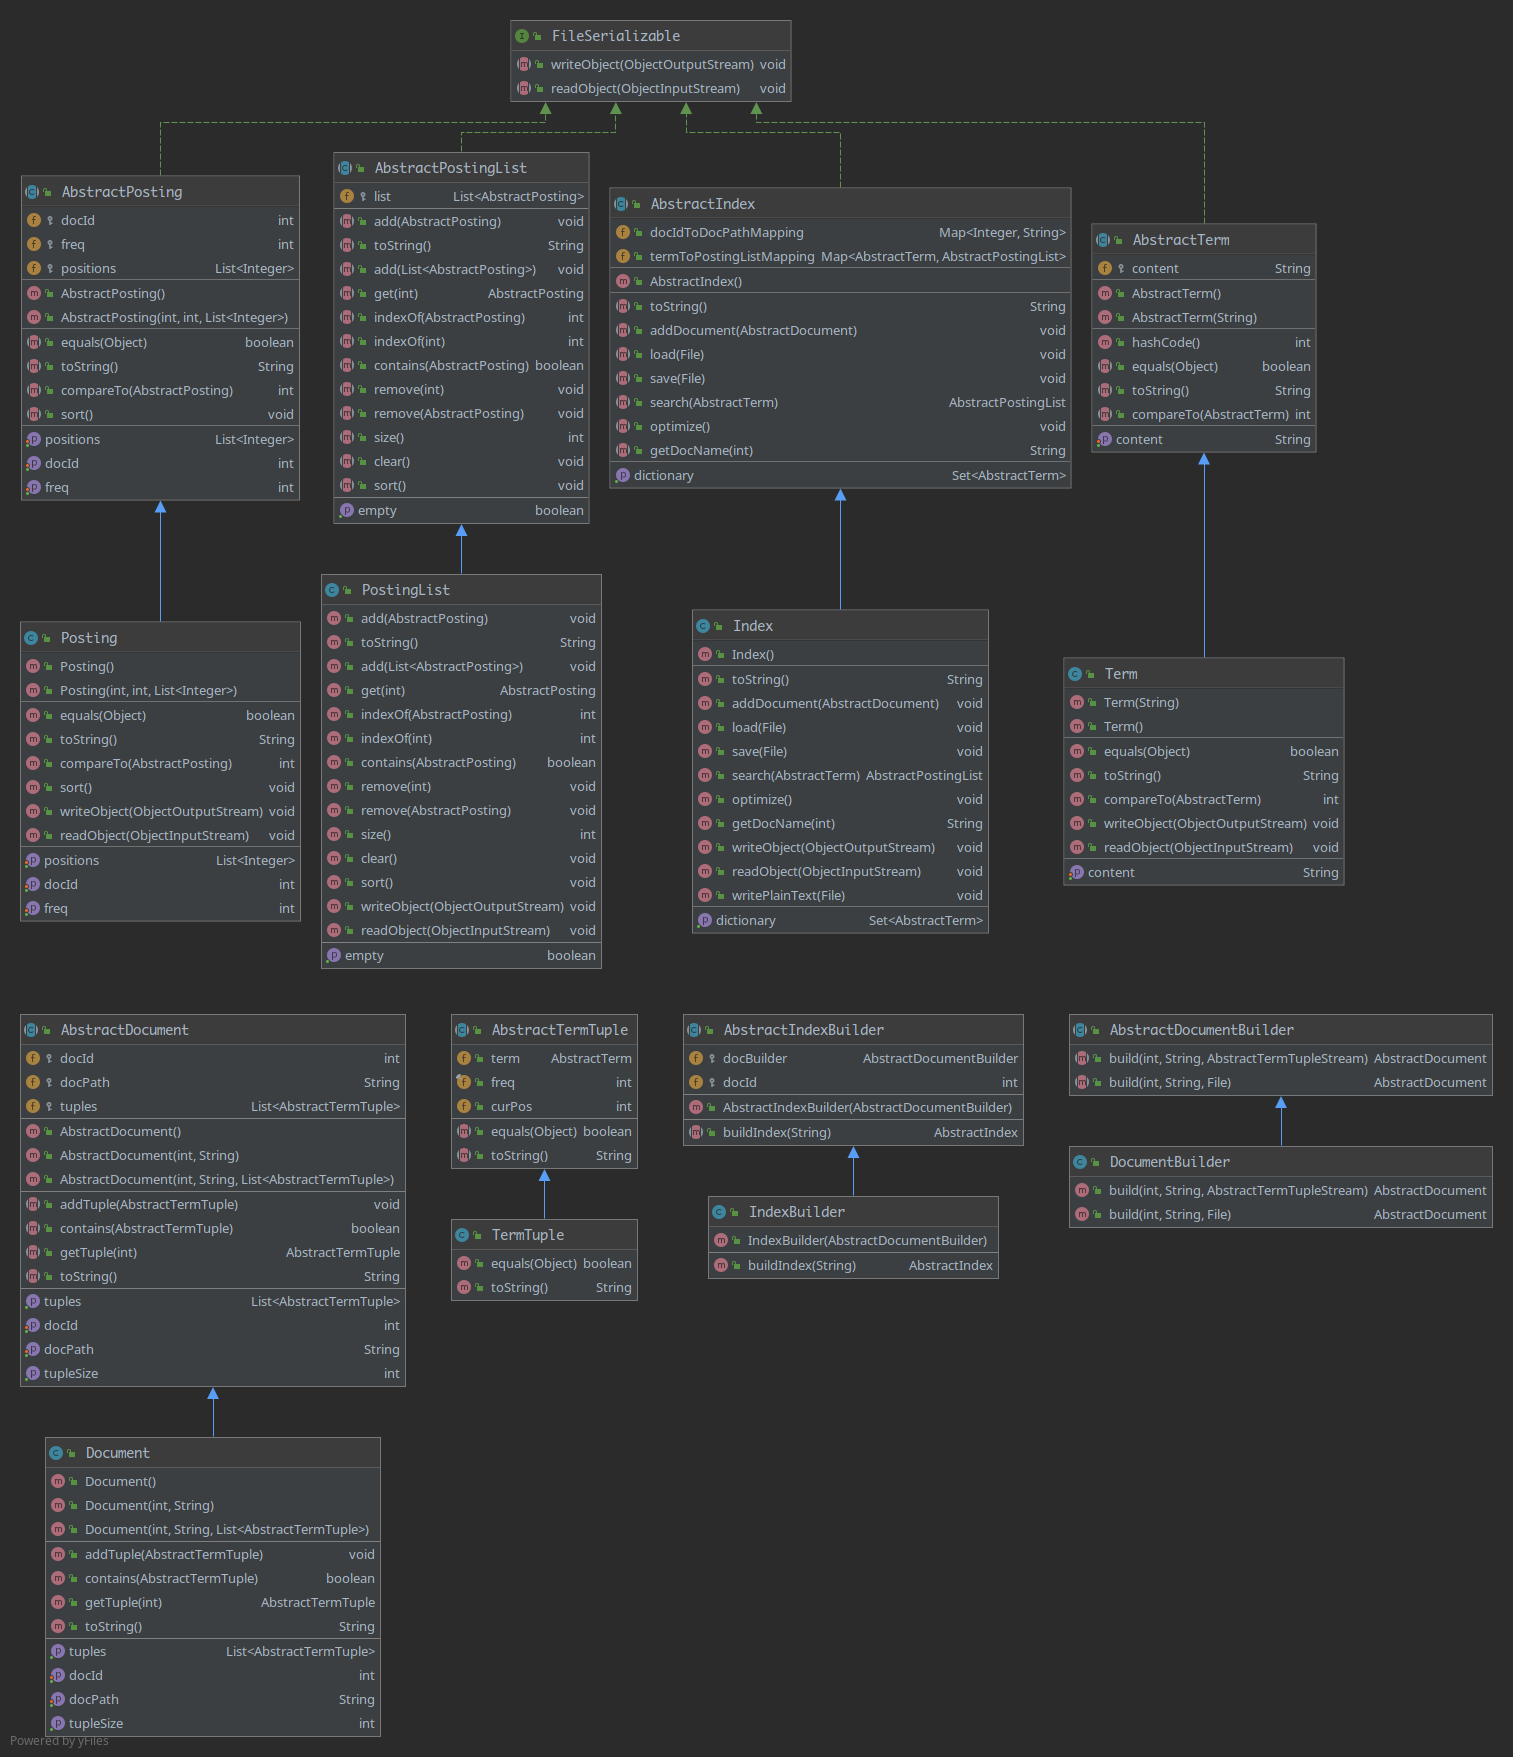 FileSerializable
writeObject(ObjectOutputStream) void
readObject(ObjectInputStream) void
AbstractPosting
docId int
freq int
positions List<Integer>
AbstractPosting()
AbstractPosting(int, int, List<Integer>)
equals(Object) boolean
toString() String
compareTo(AbstractPosting) int
sort() void
positions List<Integer>
docId int
freq int
AbstractPostingList
list List<AbstractPosting>
add(AbstractPosting) void
toString() String
add(List<AbstractPosting>) void
get(int) AbstractPosting
indexOf(AbstractPosting) int
indexOf(int) int
contains(AbstractPosting) boolean
remove(int) void
remove(AbstractPosting) void
size() int
clear() void
sort() void
empty boolean
AbstractIndex
docIdToDocPathMapping Map<Integer, String>
termToPostingListMapping Map<AbstractTerm, AbstractPostingList>
AbstractIndex()
toString() String
addDocument(AbstractDocument) void
load(File) void
save(File) void
search(AbstractTerm) AbstractPostingList
optimize() void
getDocName(int) String
dictionary Set<AbstractTerm>
AbstractTerm
content String
AbstractTerm()
AbstractTerm(String)
hashCode() int
equals(Object) boolean
toString() String
compareTo(AbstractTerm) int
content String
Posting
Posting()
Posting(int, int, List<Integer>)
equals(Object) boolean
toString() String
compareTo(AbstractPosting) int
sort() void
writeObject(ObjectOutputStream) void
readObject(ObjectInputStream) void
positions List<Integer>
docId int
freq int
PostingList
add(AbstractPosting) void
toString() String
add(List<AbstractPosting>) void
get(int) AbstractPosting
indexOf(AbstractPosting) int
indexOf(int) int
contains(AbstractPosting) boolean
remove(int) void
remove(AbstractPosting) void
size() int
clear() void
sort() void
writeObject(ObjectOutputStream) void
readObject(ObjectInputStream) void
empty boolean
Index
Index()
toString() String
addDocument(AbstractDocument) void
load(File) void
save(File) void
search(AbstractTerm) AbstractPostingList
optimize() void
getDocName(int) String
writeObject(ObjectOutputStream) void
readObject(ObjectInputStream) void
writePlainText(File) void
dictionary Set<AbstractTerm>
Term
Term(String)
Term()
equals(Object) boolean
toString() String
compareTo(AbstractTerm) int
writeObject(ObjectOutputStream) void
readObject(ObjectInputStream) void
content String
AbstractDocument
docId int
docPath String
tuples List<AbstractTermTuple>
AbstractDocument()
AbstractDocument(int, String)
AbstractDocument(int, String, List<AbstractTermTuple>)
addTuple(AbstractTermTuple) void
contains(AbstractTermTuple) boolean
getTuple(int) AbstractTermTuple
toString() String
tuples List<AbstractTermTuple>
docId int
docPath String
tupleSize int
AbstractTermTuple
term AbstractTerm
freq int
curPos int
equals(Object) boolean
toString() String
AbstractIndexBuilder
docBuilder AbstractDocumentBuilder
docId int
AbstractIndexBuilder(AbstractDocumentBuilder)
buildIndex(String) AbstractIndex
AbstractDocumentBuilder
build(int, String, AbstractTermTupleStream) AbstractDocument
build(int, String, File) AbstractDocument
TermTuple
equals(Object) boolean
toString() String
IndexBuilder
IndexBuilder(AbstractDocumentBuilder)
buildIndex(String) AbstractIndex
DocumentBuilder
build(int, String, AbstractTermTupleStream) AbstractDocument
build(int, String, File) AbstractDocument
Document
Document()
Document(int, String)
Document(int, String, List<AbstractTermTuple>)
addTuple(AbstractTermTuple) void
contains(AbstractTermTuple) boolean
getTuple(int) AbstractTermTuple
toString() String
tuples List<AbstractTermTuple>
docId int
docPath String
tupleSize int
Powered by yFiles